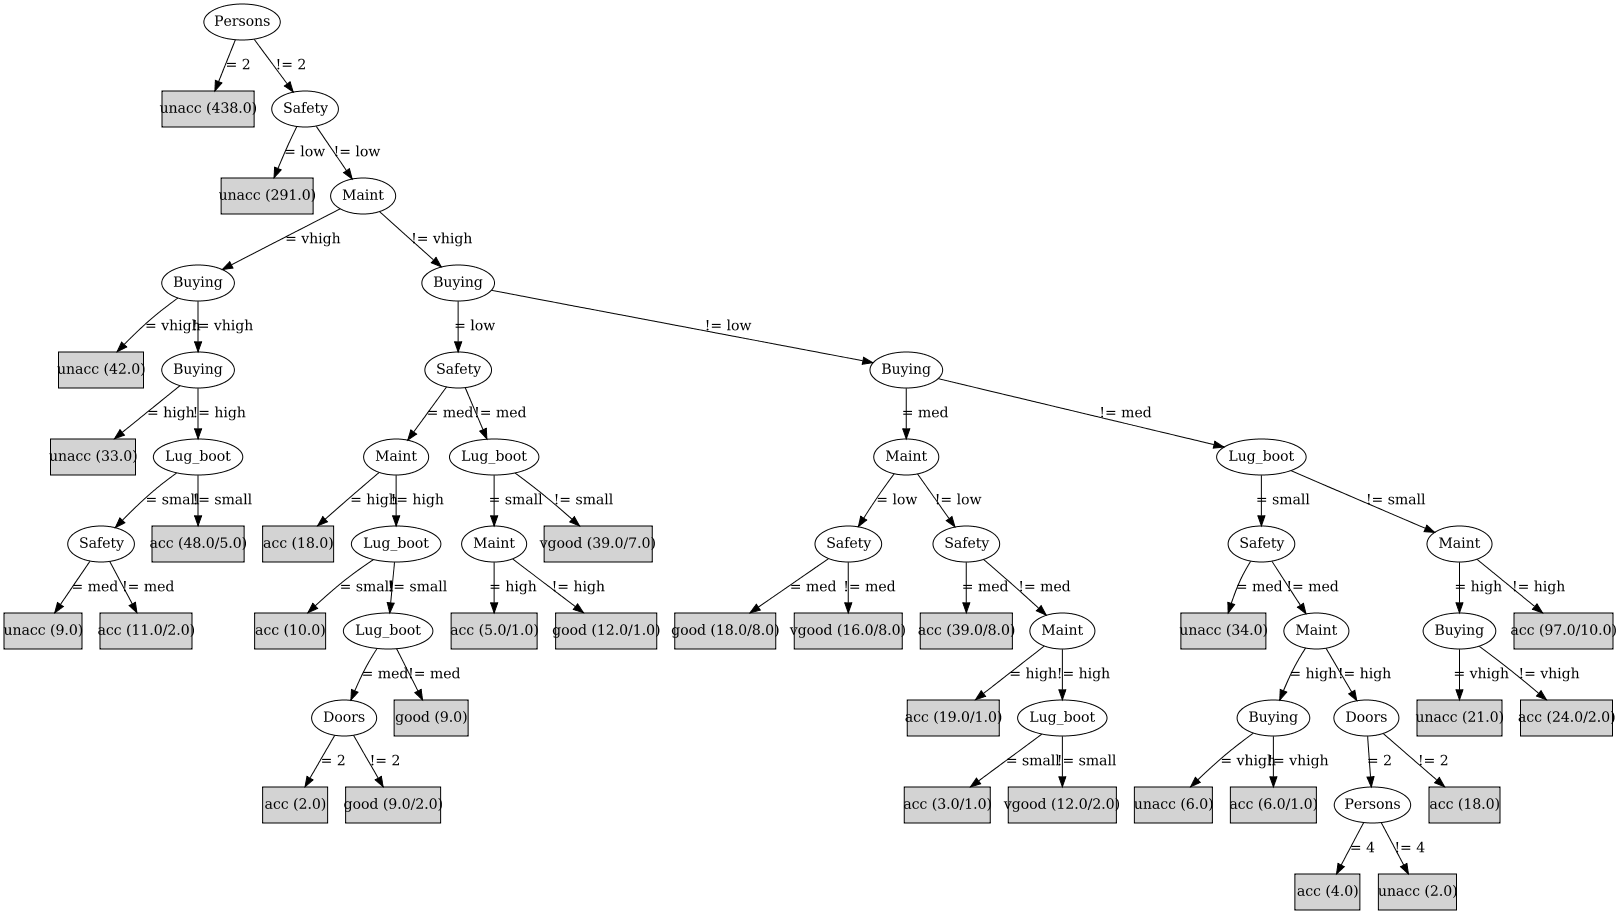 Persons
= 2
!= 2
unacc (438.0)
Safety
= low
!= low
unacc (291.0)
Maint
= vhigh
!= vhigh
Buying
Buying
= vhigh
!= vhigh
= low
!= low
unacc (42.0)
Buying
Safety
Buying
= high
!= high
= med
!= med
= med
!= med
unacc (33.0)
Lug_boot
Maint
Lug_boot
Maint
Lug_boot
= small
!= small
= high
!= high
= small
!= small
= low
!= low
= small
!= small
Safety
acc (48.0/5.0)
acc (18.0)
Lug_boot
Maint
vgood (39.0/7.0)
Safety
Safety
Safety
Maint
= med
!= med
= small
!= small
= high
!= high
= med
!= med
= med
!= med
= med
!= med
= high
!= high
unacc (9.0)
acc (11.0/2.0)
acc (10.0)
Lug_boot
acc (5.0/1.0)
good (12.0/1.0)
good (18.0/8.0)
vgood (16.0/8.0)
acc (39.0/8.0)
Maint
unacc (34.0)
Maint
Buying
acc (97.0/10.0)
= med
!= med
= high
!= high
= high
!= high
= vhigh
!= vhigh
Doors
good (9.0)
acc (19.0/1.0)
Lug_boot
Buying
Doors
unacc (21.0)
acc (24.0/2.0)
= 2
!= 2
= small
!= small
= vhigh
!= vhigh
= 2
!= 2
acc (2.0)
good (9.0/2.0)
acc (3.0/1.0)
vgood (12.0/2.0)
unacc (6.0)
acc (6.0/1.0)
Persons
acc (18.0)
= 4
!= 4
acc (4.0)
unacc (2.0)